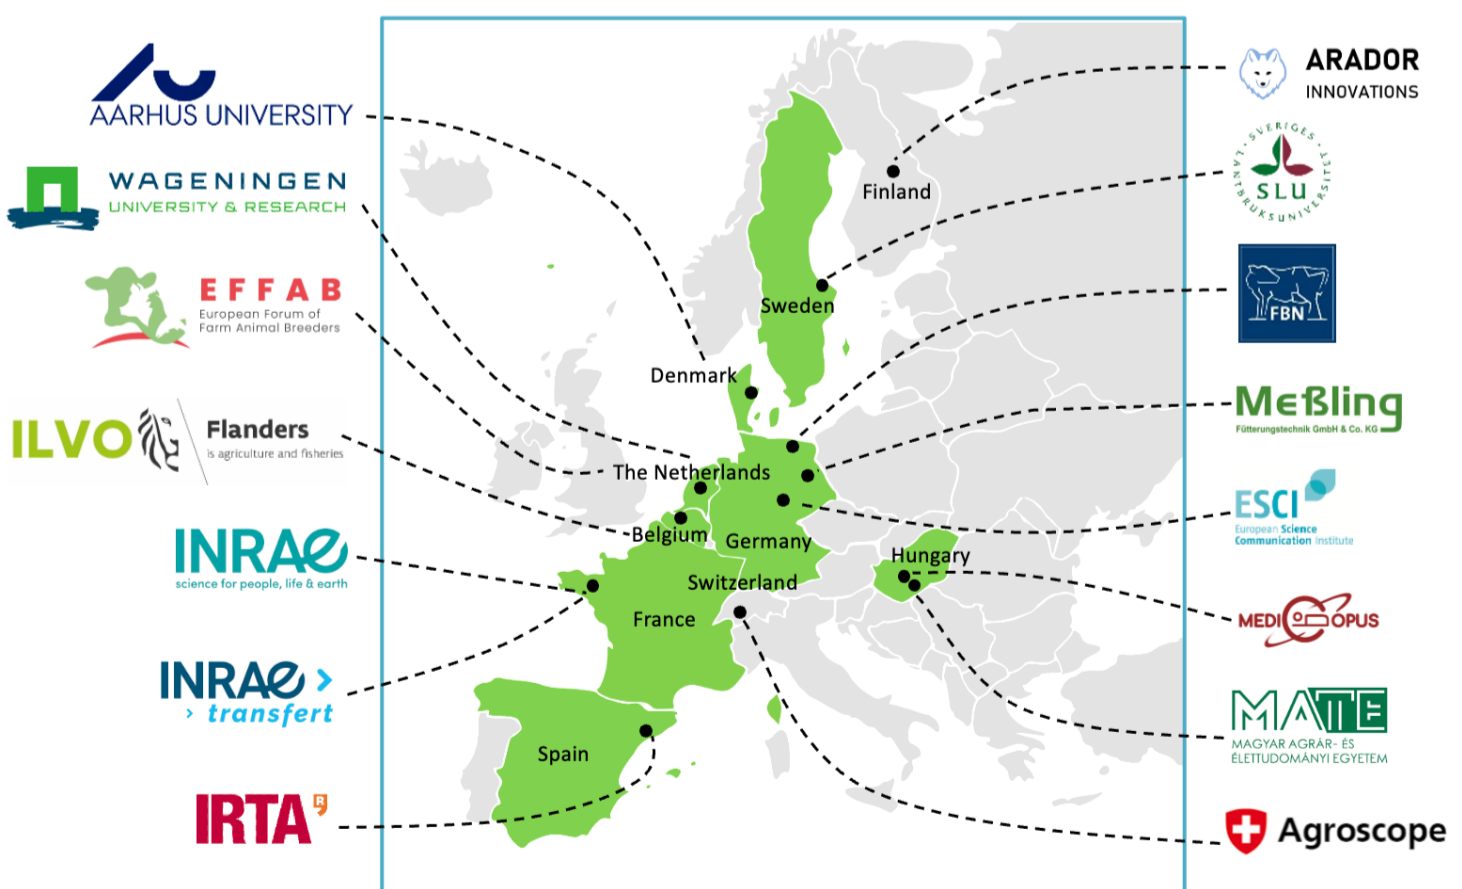 AARHUS UNIVERSITY
WAGENINGEN
UNIVERSITY & RESEARCH
EFFAB
European Forum of
Farm Animal Breeders
ILVO
Flanders
is agriculture and fisheries
INRAE
science for people, life & earth
INRAE
transfert
IRTA
R
Finland
Sweden
Denmark
The Netherlands
Belgium
Germany
Hungary
Switzerland
France
Spain
ARADOR
INNOVATIONS
SVERIGES
LANTBRUKSUNIVERSITET
SLU
FBN
Meßling
Fütterungstechnik GmbH & Co. KG
ESCI
European Science
Communication Institute
MEDICOPUS
MATE
MAGYAR AGRÁR- ÉS
ÉLETTUDOMÁNYI EGYETEM
Agroscope